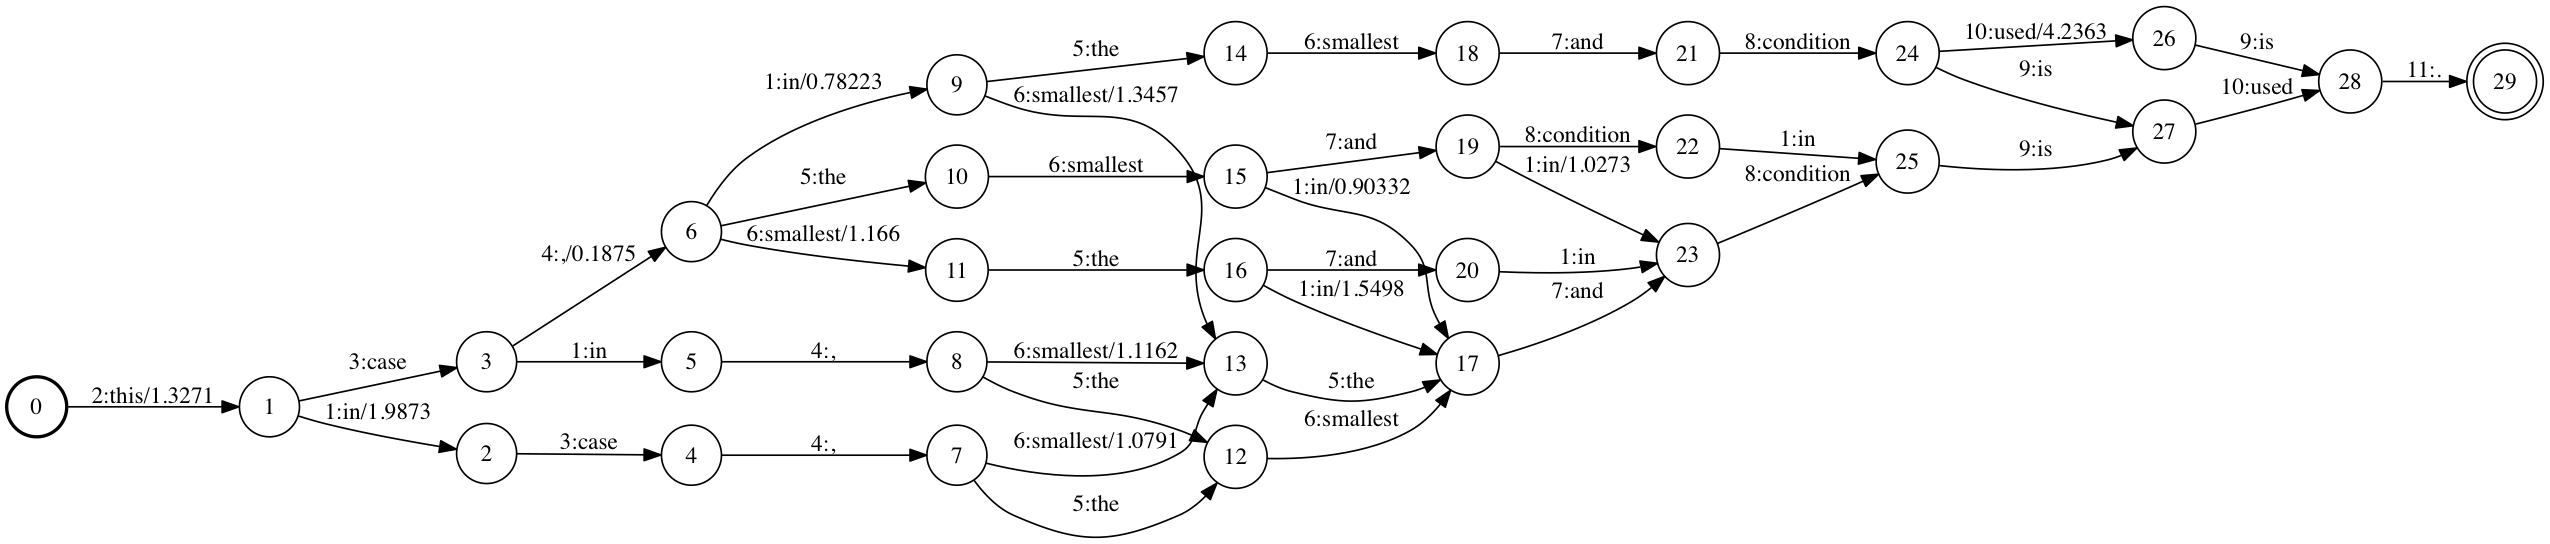 0
2:this/1.3271
1
3:case
1:in/1.9873
3
2
4:,/0.1875
1:in
3:case
6
5
4
1:in/0.78223
5:the
6:smallest/1.166
4:,
4:,
9
10
11
8
7
5:the
6:smallest/1.3457
6:smallest
5:the
6:smallest/1.1162
5:the
6:smallest/1.0791
5:the
14
15
16
13
12
6:smallest
7:and
1:in/0.90332
7:and
1:in/1.5498
5:the
6:smallest
18
19
20
17
7:and
8:condition
1:in/1.0273
1:in
7:and
21
22
23
8:condition
1:in
8:condition
24
25
10:used/4.2363
9:is
9:is
26
27
9:is
10:used
28
11:.
29